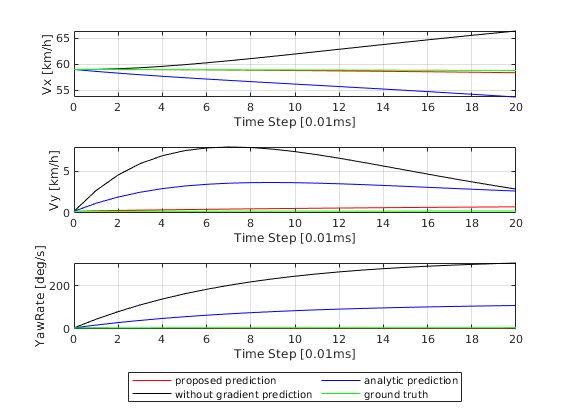 65
60
55
Vx [km/h]
0 2 4 6 8 10 12 14 16 18 20
Time Step [0.01ms]
5
0
Vy [km/h]
0 2 4 6 8 10 12 14 16 18 20
Time Step [0.01ms]
200
0
YawRate [deg/s]
0 2 4 6 8 10 12 14 16 18 20
Time Step [0.01ms]
proposed prediction analytic prediction
without gradient prediction ground truth